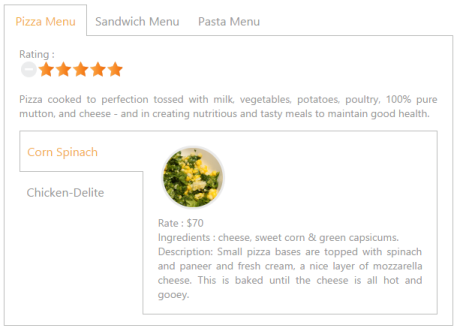 Pizza Menu Sandwich Menu Pasta Menu
Rating :
Pizza cooked to perfection tossed with milk, vegetables, potatoes, poultry, 100% pure
mutton, and cheese - and in creating nutritious and tasty meals to maintain good health.
Corn Spinach
Chicken-Delite
Rate : $70
Ingredients : cheese, sweet corn & green capsicums.
Description: Small pizza bases are topped with spinach
and paneer and fresh cream, a nice layer of mozzarella
cheese. This is baked until the cheese is all hot and
gooey.